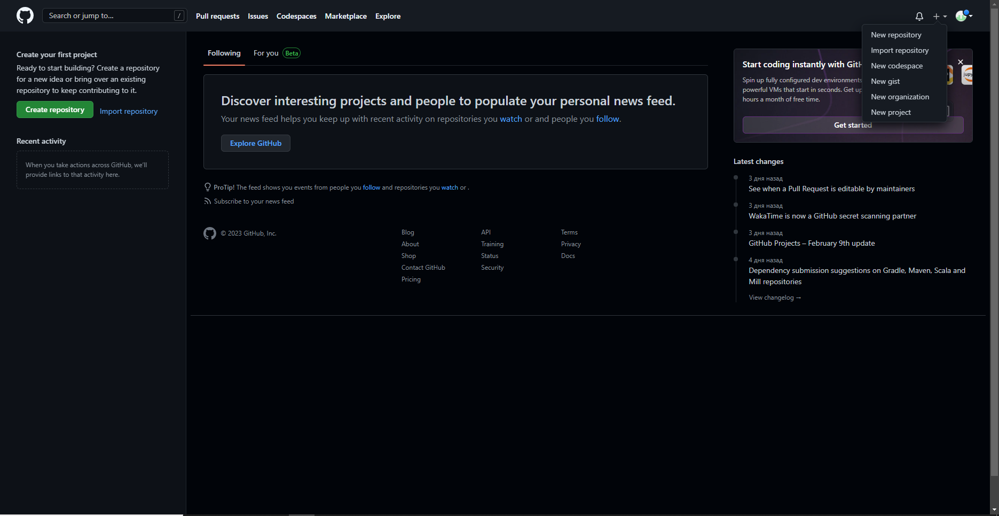 Search or jump to...
/
Pull requests
Issues
Codespaces
Marketplace
Explore
New repository
Import repository
New codespace
New gist
New organization
New project
Create your first project
Ready to start building? Create a repository
for a new idea or bring over an existing
repository to keep contributing to it.
Create repository
Import repository
Recent activity
When you take actions across GitHub, we'll
provide links to that activity here.
Following
For you
Beta
Discover interesting projects and people to populate your personal news feed.
Your news feed helps you keep up with recent activity on repositories you watch or and people you follow.
Explore GitHub
ProTip! The feed shows you events from people you follow and repositories you watch or .
Subscribe to your news feed
© 2023 GitHub, Inc.
Blog
About
Shop
Contact GitHub
Pricing
API
Training
Status
Security
Terms
Privacy
Docs
Start coding instantly with
Spin up fully configured dev environments
powerful VMs that start in seconds. Get up
hours a month of free time.
Get started
Latest changes
3 дня назад
See when a Pull Request is editable by maintainers
3 дня назад
WakaTime is now a GitHub secret scanning partner
3 дня назад
GitHub Projects – February 9th update
4 дня назад
Dependency submission suggestions on Gradle, Maven, Scala and
Mill repositories
View changelog →